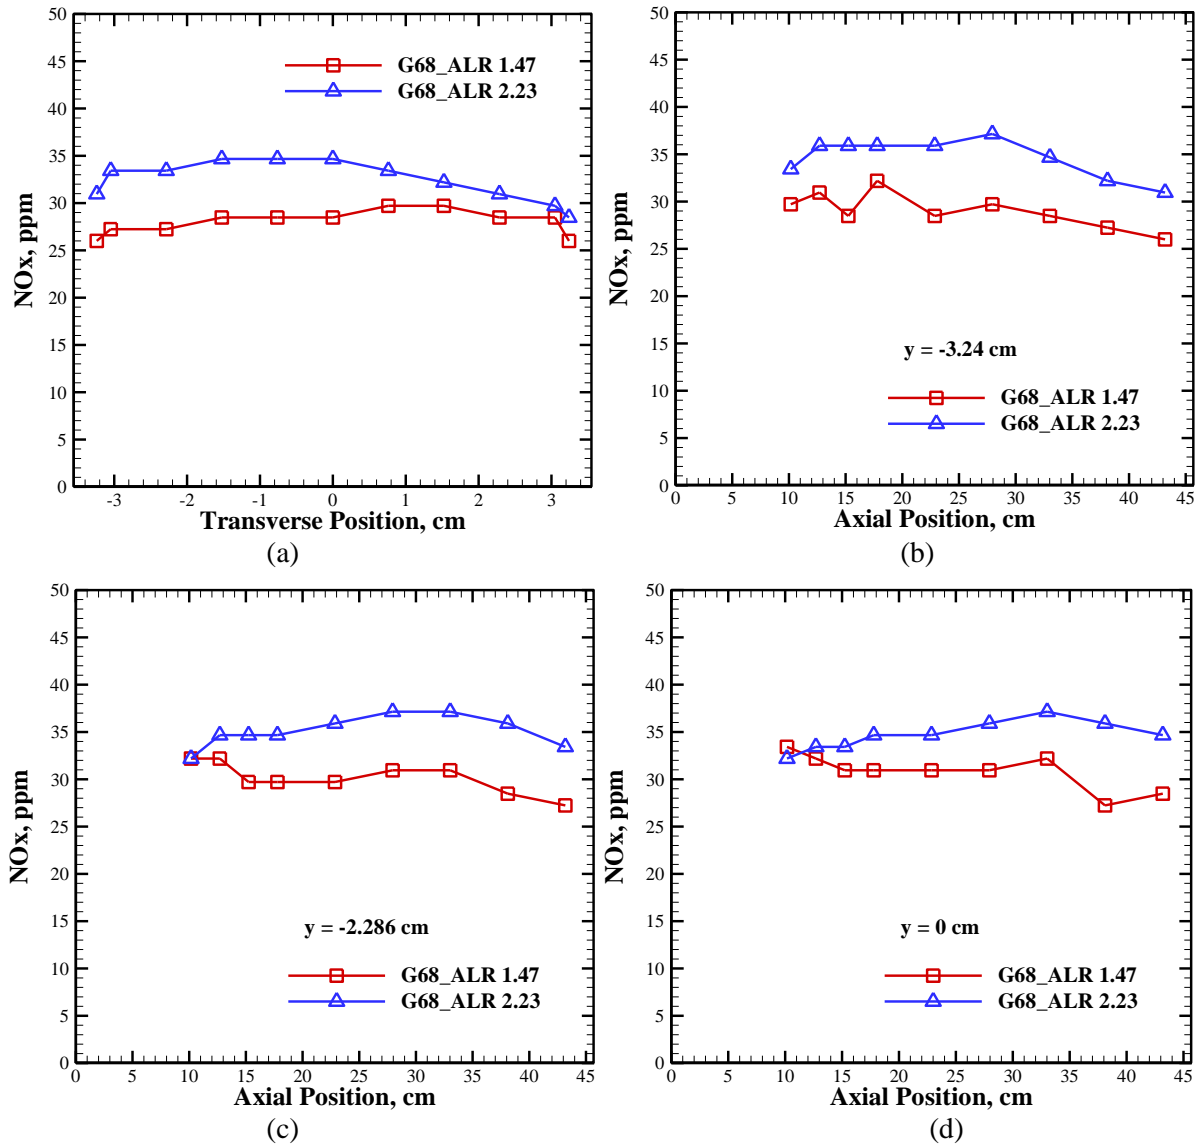 50
45
40
35
30
25
20
15
10
5
0
NOx, ppm
G68_ALR 1.47
G68_ALR 2.23
-3 -2 -1 0 1 2 3
Transverse Position, cm
(a)
50
45
40
35
30
25
20
15
10
5
0
NOx, ppm
y = -3.24 cm
G68_ALR 1.47
G68_ALR 2.23
0 5 10 15 20 25 30 35 40 45
Axial Position, cm
(b)
50
45
40
35
30
25
20
15
10
5
0
NOx, ppm
y = -2.286 cm
G68_ALR 1.47
G68_ALR 2.23
0 5 10 15 20 25 30 35 40 45
Axial Position, cm
(c)
50
45
40
35
30
25
20
15
10
5
0
NOx, ppm
y = 0 cm
G68_ALR 1.47
G68_ALR 2.23
0 5 10 15 20 25 30 35 40 45
Axial Position, cm
(d)